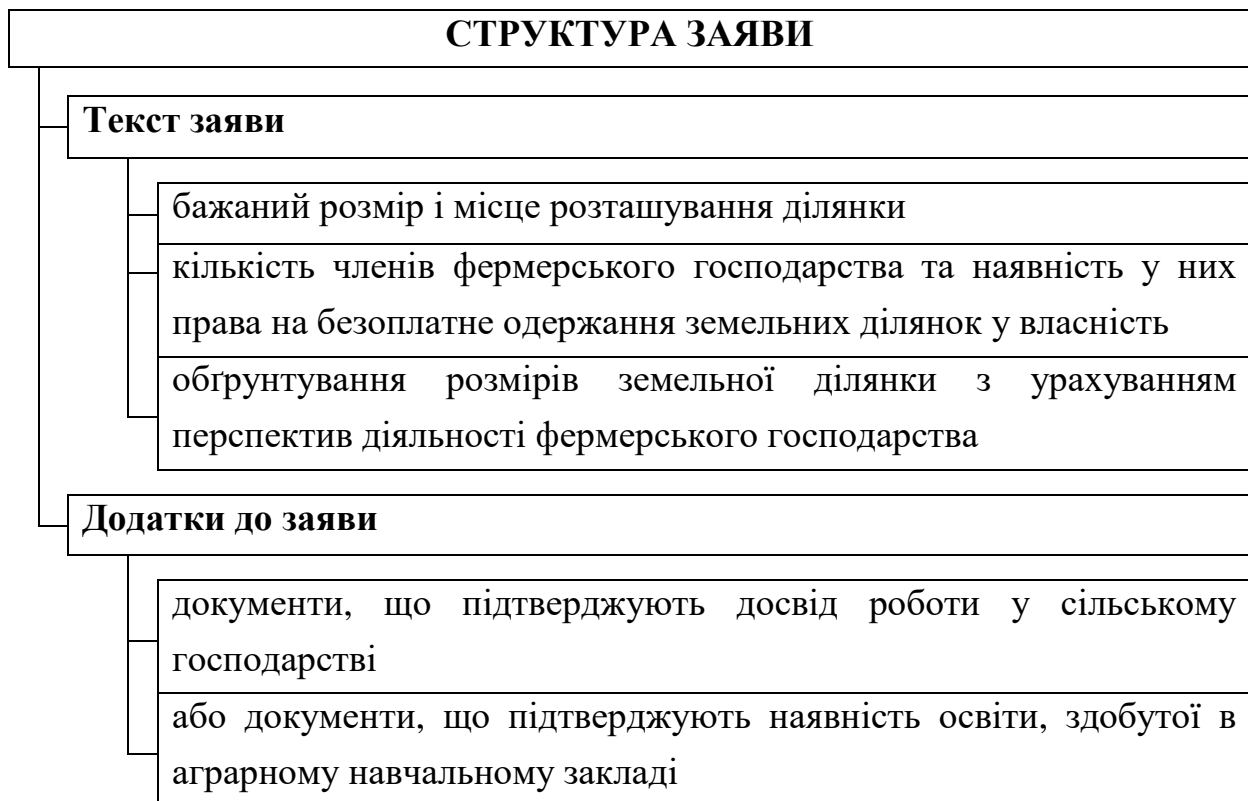 СТРУКТУРА ЗАЯВИ
Текст заяви
бажаний розмір і місце розташування ділянки
кількість членів фермерського господарства та наявність у них
права на безоплатне одержання земельних ділянок у власність
обґрунтування розмірів земельної ділянки з урахуванням
перспектив діяльності фермерського господарства
Додатки до заяви
документи, що підтверджують досвід роботи у сільському
господарстві
або документи, що підтверджують наявність освіти, здобутої в
аграрному навчальному закладі